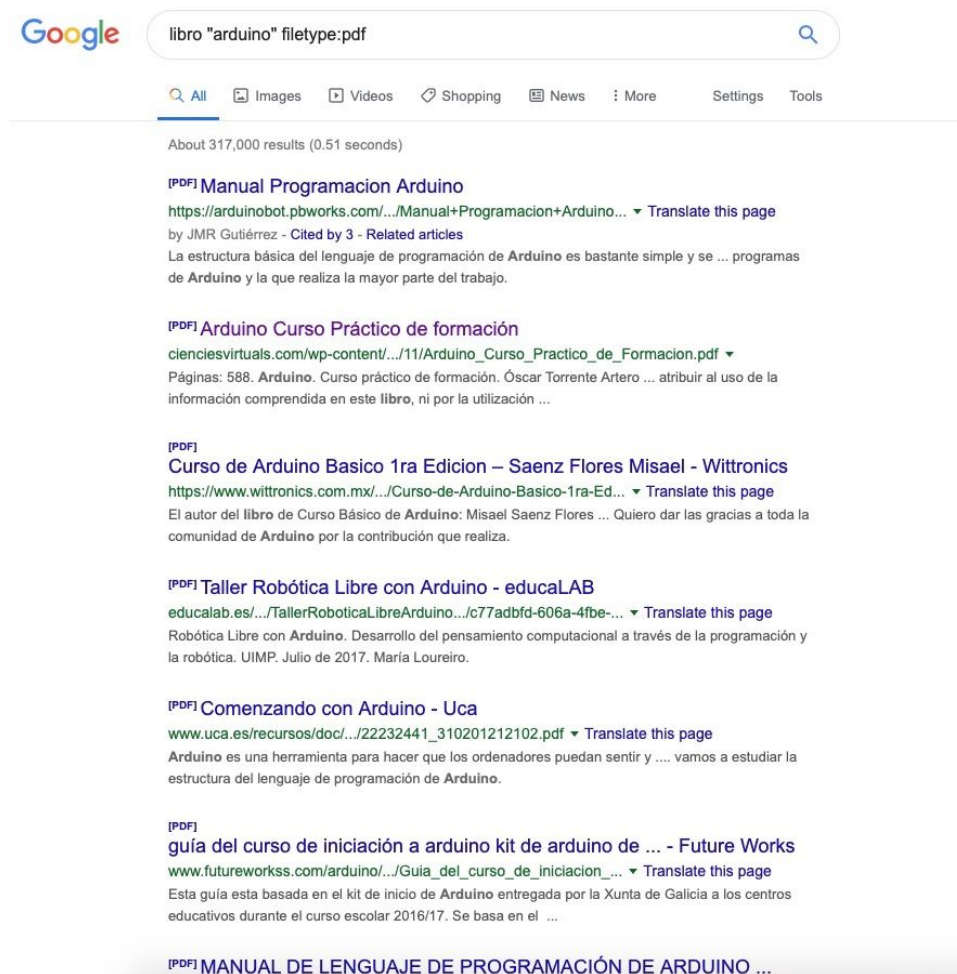 Google
libro "arduino" filetype:pdf
All Images Videos Shopping News More Settings Tools
About 317,000 results (0.51 seconds)
[PDF] Manual Programacion Arduino
https://arduinobot.pbworks.com/.../Manual+Programacion+Arduino... Translate this page
by JMR Gutiérrez - Cited by 3 - Related articles
La estructura básica del lenguaje de programación de Arduino es bastante simple y se ... programas
de Arduino y la que realiza la mayor parte del trabajo.
[PDF] Arduino Curso Práctico de formación
cienciesvirtuals.com/wp-content/.../11/Arduino_Curso_Practico_de_Formacion.pdf
Páginas: 588. Arduino. Curso práctico de formación. Óscar Torrente Artero ... atribuir al uso de la
información comprendida en este libro, ni por la utilización ...
[PDF]
Curso de Arduino Basico 1ra Edicion – Saenz Flores Misael - Wittronics
https://www.wittronics.com.mx/.../Curso-de-Arduino-Basico-1ra-Ed... Translate this page
El autor del libro de Curso Básico de Arduino: Misael Saenz Flores ... Quiero dar las gracias a toda la
comunidad de Arduino por la contribución que realiza.
[PDF] Taller Robótica Libre con Arduino - educaLAB
educalab.es/.../TallerRoboticaLibreArduino.../c77adbfd-606a-4fbe-... Translate this page
Robótica Libre con Arduino. Desarrollo del pensamiento computacional a través de la programación y
la robótica. UIMP. Julio de 2017. María Loureiro.
[PDF] Comenzando con Arduino - Uca
www.uca.es/recursos/doc/.../22232441_310201212102.pdf Translate this page
Arduino es una herramienta para hacer que los ordenadores puedan sentir y .... vamos a estudiar la
estructura del lenguaje de programación de Arduino.
[PDF]
guía del curso de iniciación a arduino kit de arduino de ... - Future Works
www.futureworkss.com/arduino/.../Guia_del_curso_de_iniciacion_... Translate this page
Esta guía esta basada en el kit de inicio de Arduino entregada por la Xunta de Galicia a los centros
educativos durante el curso escolar 2016/17. Se basa en el ...
[PDF] MANUAL DE LENGUAJE DE PROGRAMACIÓN DE ARDUINO ...